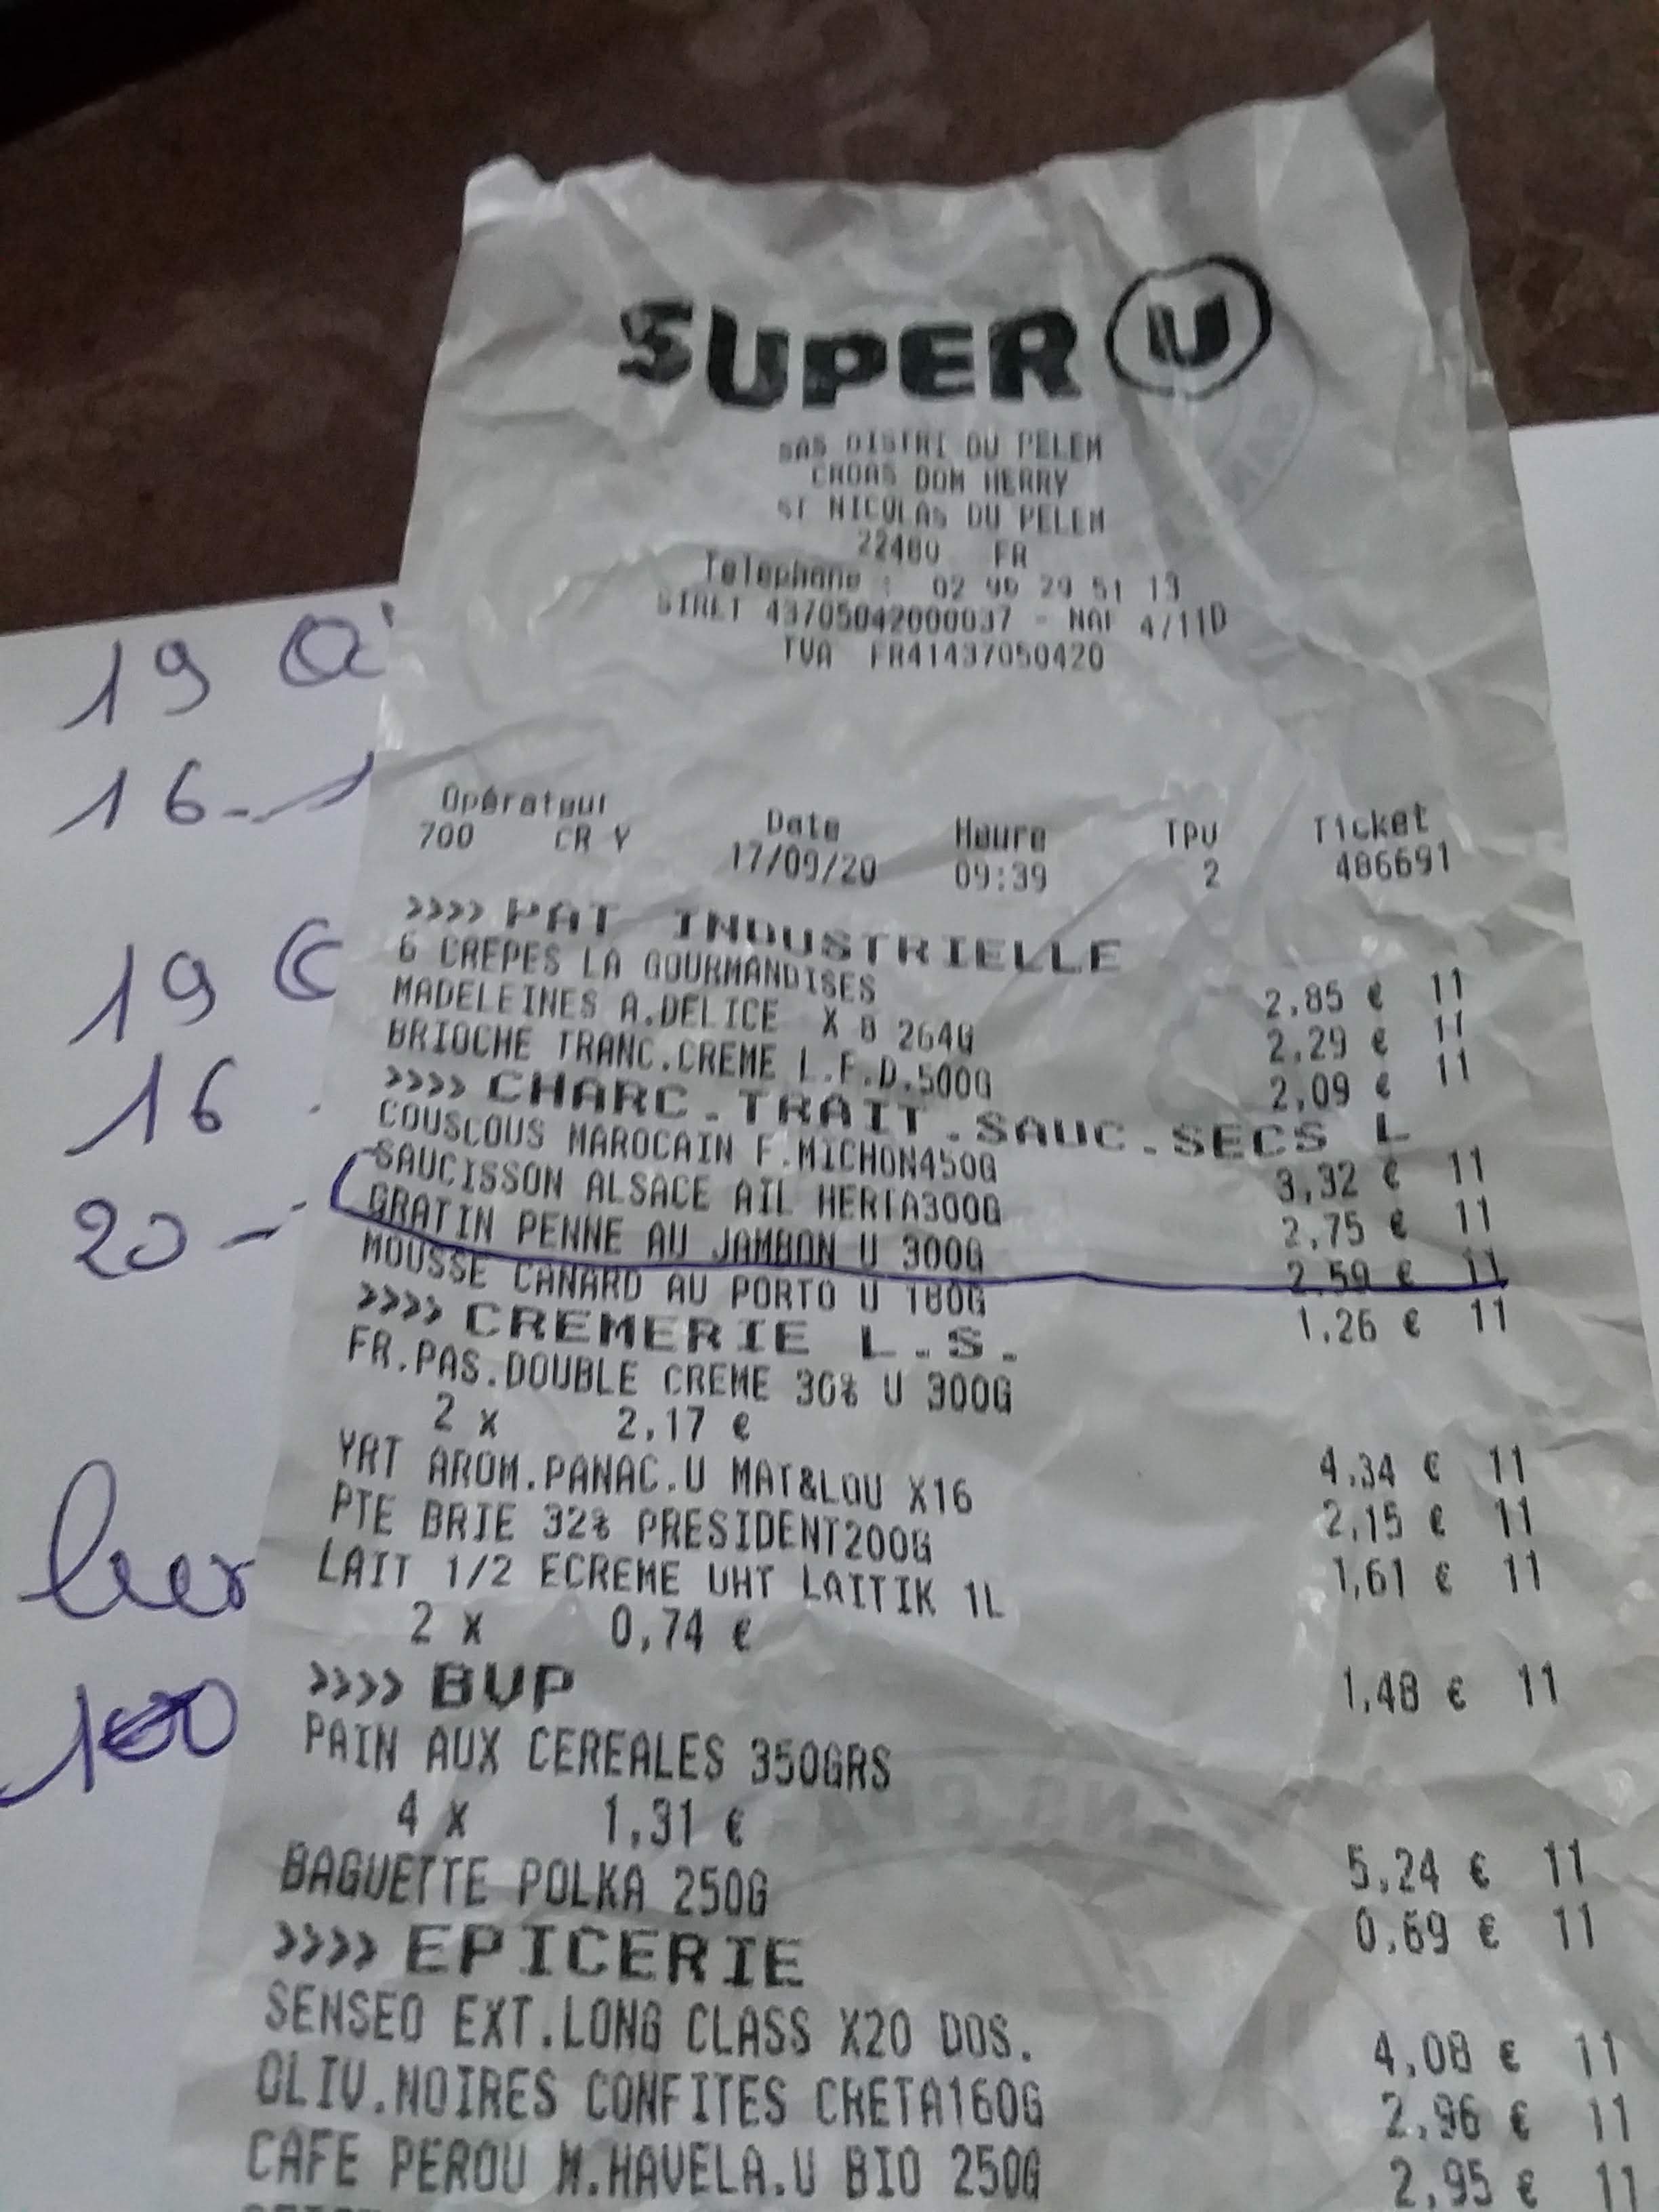 SUPER U
SAS DISTRI DU PELEM
CROAS DOM HERRY
ST NICOLAS DU PELEM
22480 FR
Telephone : 02 96 29 51 13
SIRET 43705042000037 - NAF 4711D
TVA FR41437050420
Opérateur Date Heure TPV Ticket
700 CR Y 17/09/20 09:39 2 486691
>>>> PAT INDUSTRIELLE
6 CREPES LA GOURMANDISES 2,85 € 11
MADELEINES A.DELICE X 8 264G 2,29 € 11
BRIOCHE TRANC.CREME L.F.D.500G 2,09 € 11
>>>> CHARC.TRAIT.SAUC.SECS L
COUSCOUS MAROCAIN F.MICHON450G 3,32 € 11
SAUCISSON ALSACE AIL HERTA300G 2,75 € 11
GRATIN PENNE AU JAMBON U 300G 2,59 € 11
MOUSSE CANARD AU PORTO U 180G 1,26 € 11
>>>> CREMERIE L.S.
FR.PAS.DOUBLE CREME 30% U 300G
2 x 2,17 € 4,34 € 11
YRT AROM.PANAC.U MAT&LOU X16 2,15 € 11
PTE BRIE 32% PRESIDENT200G 1,61 € 11
LAIT 1/2 ECREME UHT LAITIK 1L
2 x 0,74 € 1,48 € 11
>>>> BVP
PAIN AUX CEREALES 350GRS
4 x 1,31 € 5,24 € 11
BAGUETTE POLKA 250G 0,69 € 11
>>>> EPICERIE
SENSEO EXT.LONG CLASS X20 DOS. 4,08 € 11
OLIV.NOIRES CONFITES CRETA160G 2,96 € 11
CAFE PEROU M.HAVELA.U BIO 250G 2,95 € 11
19
16
19
16
20